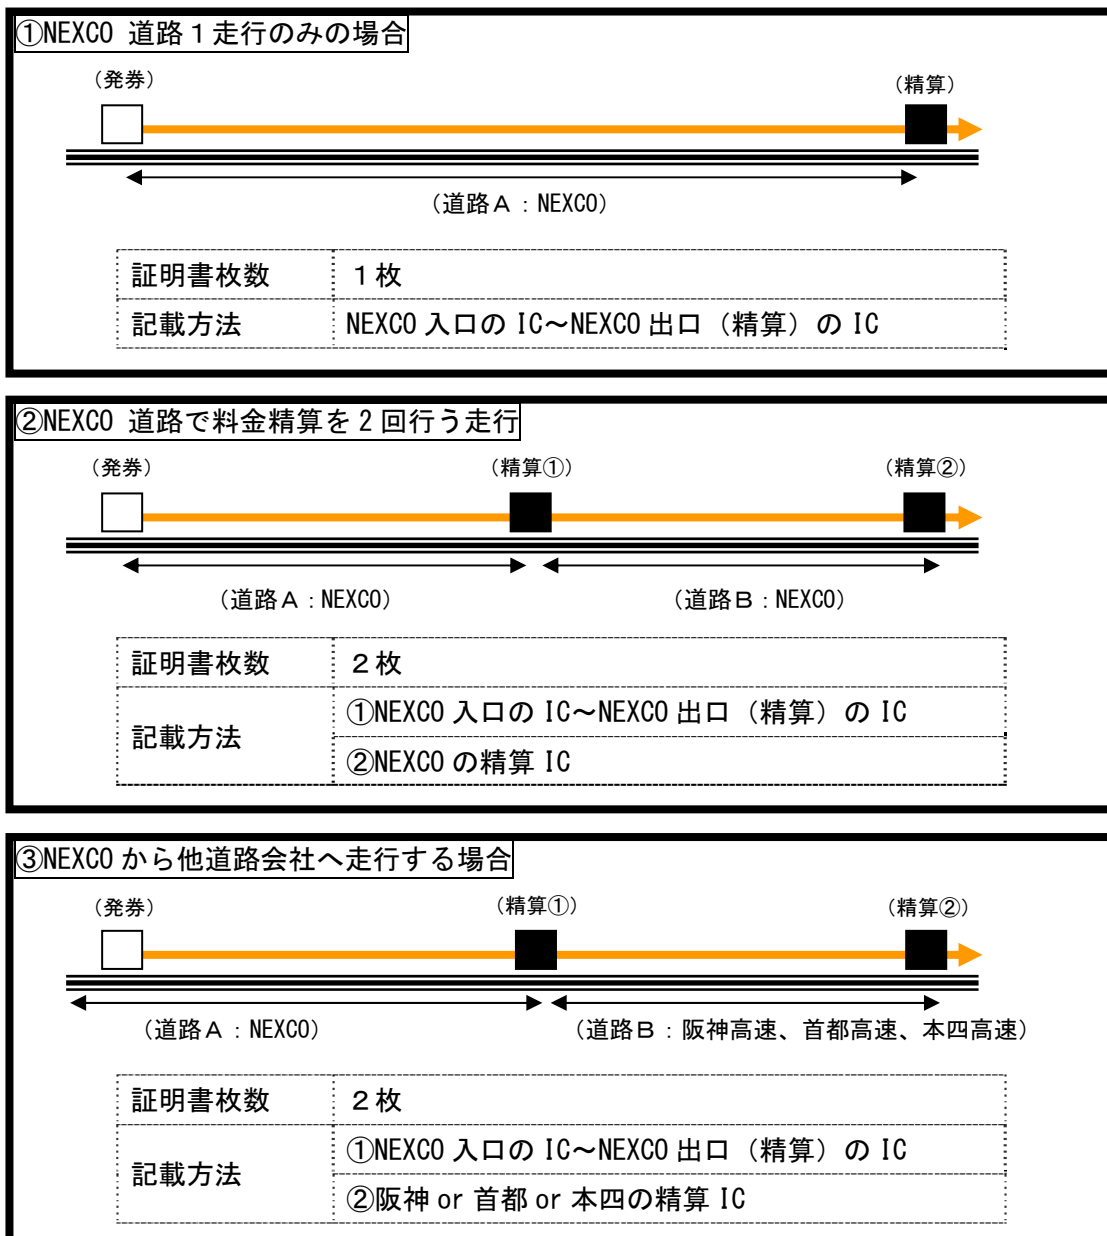 ①NEXCO 道路１走行のみの場合
（発券）
（精算）
（道路Ａ：NEXCO）
証明書枚数 １枚
記載方法 NEXCO 入口の IC～NEXCO 出口（精算）の IC
②NEXCO 道路で料金精算を２回行う走行
（発券）
（精算①）
（精算②）
（道路Ａ：NEXCO）
（道路Ｂ：NEXCO）
証明書枚数 ２枚
記載方法
①NEXCO 入口の IC～NEXCO 出口（精算）の IC
②NEXCO の精算 IC
③NEXCO から他道路会社へ走行する場合
（発券）
（精算①）
（精算②）
（道路Ａ：NEXCO）
（道路Ｂ：阪神高速、首都高速、本四高速）
証明書枚数 ２枚
記載方法
①NEXCO 入口の IC～NEXCO 出口（精算）の IC
②阪神 or 首都 or 本四の精算 IC